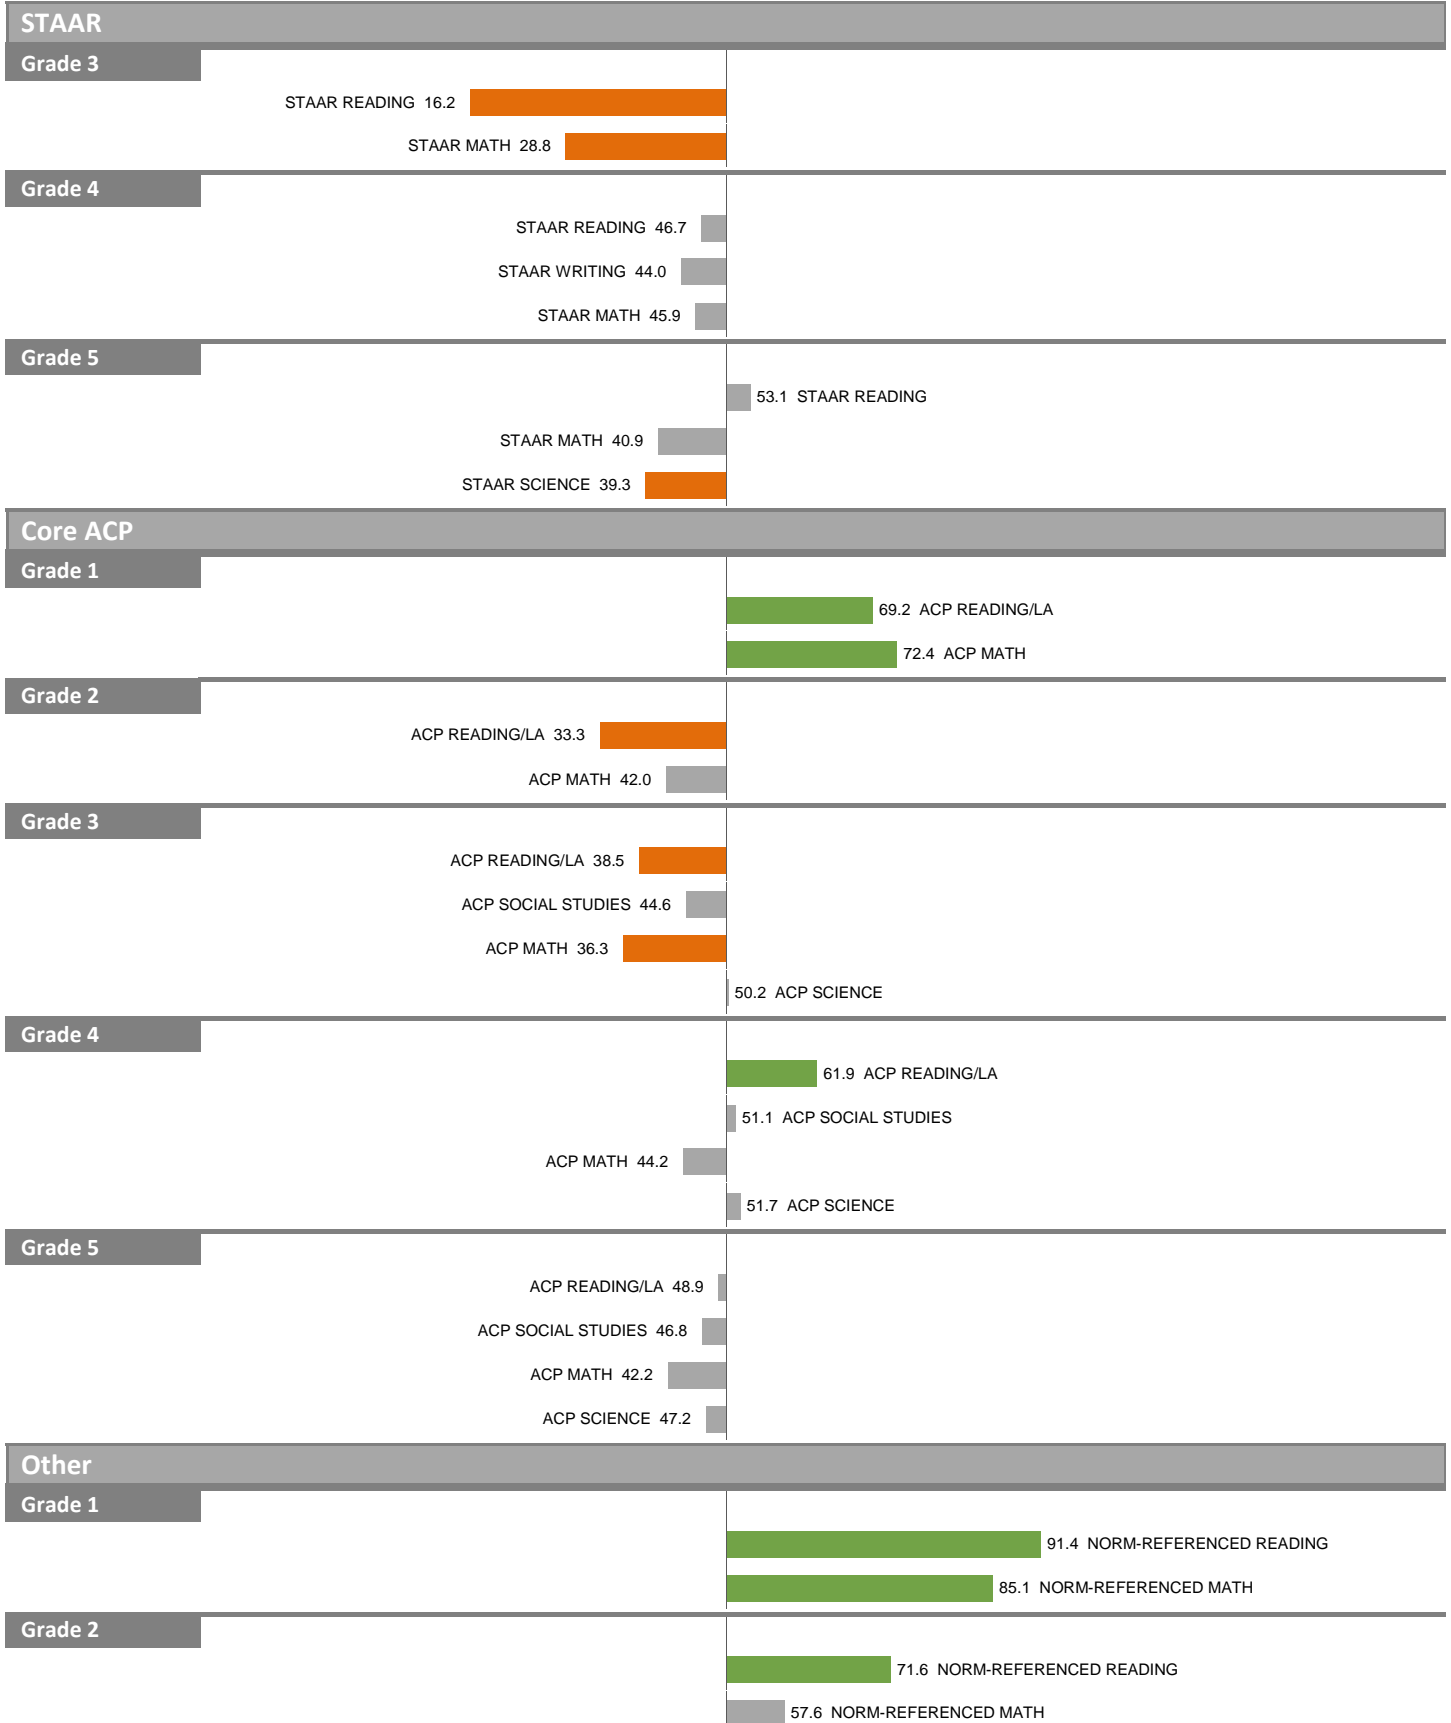 STAAR
Grade 3
STAAR READING 16.2
STAAR MATH 28.8
Grade 4
STAAR READING 46.7
STAAR WRITING 44.0
STAAR MATH 45.9
Grade 5
53.1 STAAR READING
STAAR MATH 40.9
STAAR SCIENCE 39.3
Core ACP
Grade 1
69.2 ACP READING/LA
72.4 ACP MATH
Grade 2
ACP READING/LA 33.3
ACP MATH 42.0
Grade 3
ACP READING/LA 38.5
ACP SOCIAL STUDIES 44.6
ACP MATH 36.3
50.2 ACP SCIENCE
Grade 4
61.9 ACP READING/LA
51.1 ACP SOCIAL STUDIES
ACP MATH 44.2
51.7 ACP SCIENCE
Grade 5
ACP READING/LA 48.9
ACP SOCIAL STUDIES 46.8
ACP MATH 42.2
ACP SCIENCE 47.2
Other
Grade 1
91.4 NORM-REFERENCED READING
85.1 NORM-REFERENCED MATH
Grade 2
71.6 NORM-REFERENCED READING
57.6 NORM-REFERENCED MATH